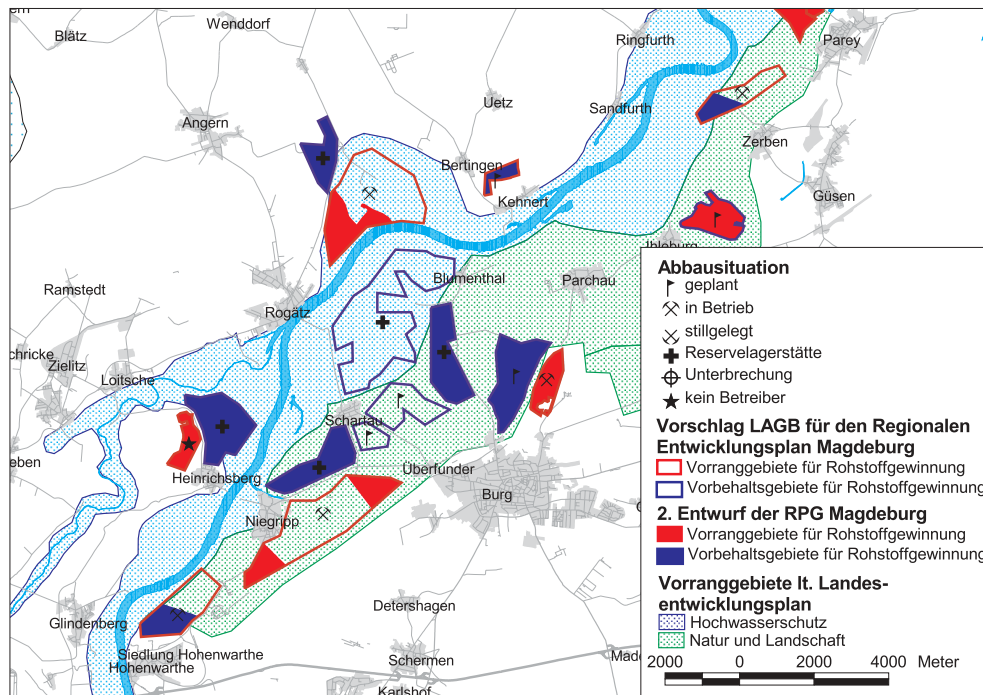 ern
Blätz
Wenddorf
Ringfurth
Parey
Uetz
Sandfurth
Angern
Zerben
Bertingen
Güsen
Kehnert
Ihleburg
Blumenthal
Parchau
Ramstedt
Rogätz
chricke
Zielitz
Loitsche
Schartau
eben
Heinrichsberg
Überfunder
Burg
Niegripp
Detershagen
Glindenberg
Siedlung Hohenwarthe
Hohenwarthe
Schermen
Karlshof
Abbausituation
geplant
in Betrieb
stillgelegt
Reservelagerstätte
Unterbrechung
kein Betreiber
Vorschlag LAGB für den Regionalen
Entwicklungsplan Magdeburg
Vorranggebiete für Rohstoffgewinnung
Vorbehaltsgebiete für Rohstoffgewinnung
2. Entwurf der RPG Magdeburg
Vorranggebiete für Rohstoffgewinnung
Vorbehaltsgebiete für Rohstoffgewinnung
Vorranggebiete lt. Landes-
entwicklungsplan
Hochwasserschutz
Natur und Landschaft
2000 0 2000 4000 Meter